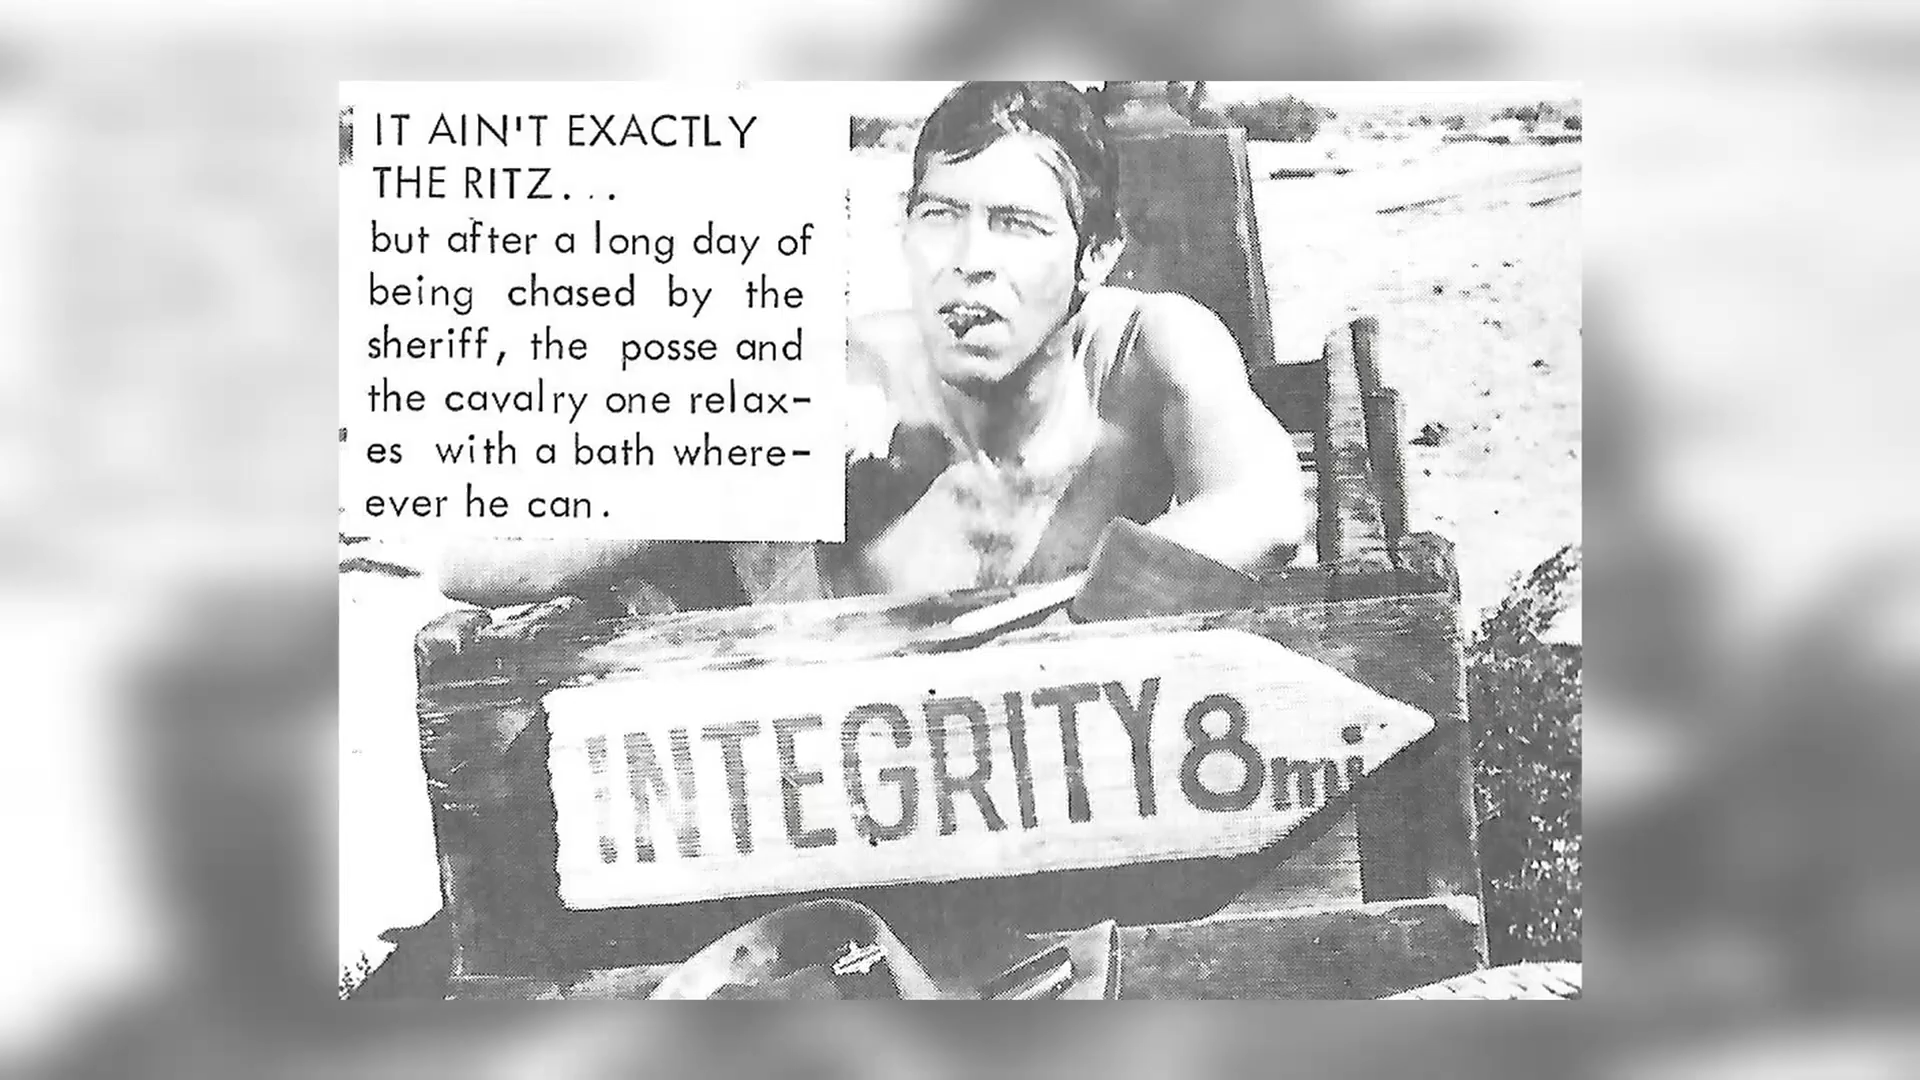 IT AIN'T EXACTLY
THE RITZ...
but after a long day of
being chased by the
sheriff, the posse and
the cavalry one relax-
es with a bath where-
ever he can.
INTEGRITY 8 mi